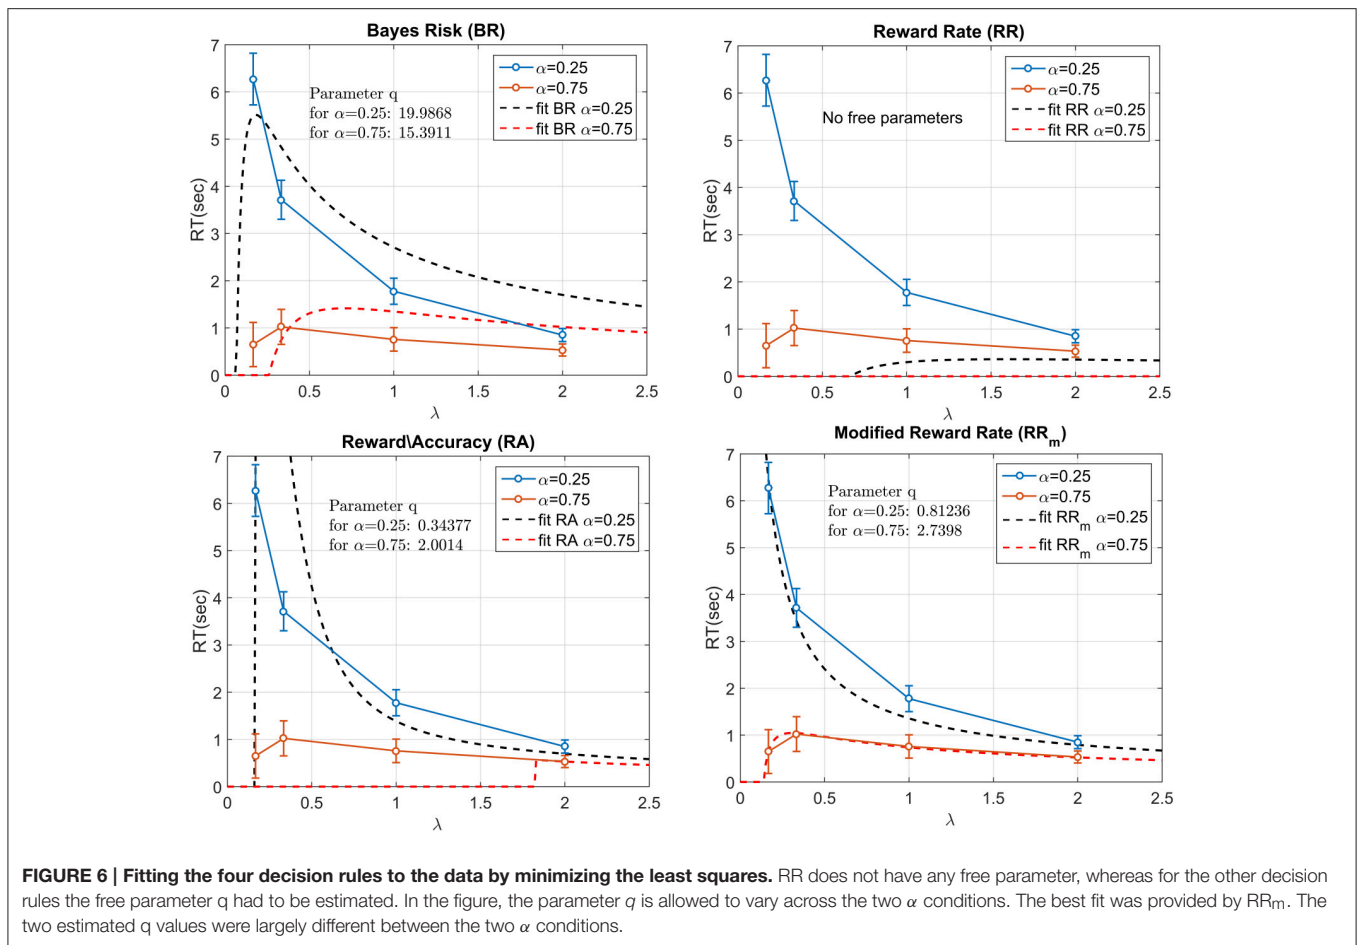 Bayes Risk (BR)
7
6
5
4
3
2
1
0
RT(sec)
0
0.5
1
1.5
2
2.5
λ
Parameter q
for α=0.25: 19.9868
for α=0.75: 15.3911
α=0.25
α=0.75
fit BR α=0.25
fit BR α=0.75
Reward Rate (RR)
7
6
5
4
3
2
1
0
RT(sec)
0
0.5
1
1.5
2
2.5
λ
No free parameters
α=0.25
α=0.75
fit RR α=0.25
fit RR α=0.75
Reward\Accuracy (RA)
7
6
5
4
3
2
1
0
RT(sec)
0
0.5
1
1.5
2
2.5
λ
Parameter q
for α=0.25: 0.34377
for α=0.75: 2.0014
α=0.25
α=0.75
fit RA α=0.25
fit RA α=0.75
Modified Reward Rate (RRm)
7
6
5
4
3
2
1
0
RT(sec)
0
0.5
1
1.5
2
2.5
λ
Parameter q
for α=0.25: 0.81236
for α=0.75: 2.7398
α=0.25
α=0.75
fit RRm α=0.25
fit RRm α=0.75
FIGURE 6 | Fitting the four decision rules to the data by minimizing the least squares. RR does not have any free parameter, whereas for the other decision
rules the free parameter q had to be estimated. In the figure, the parameter q is allowed to vary across the two α conditions. The best fit was provided by RRm. The
two estimated q values were largely different between the two α conditions.